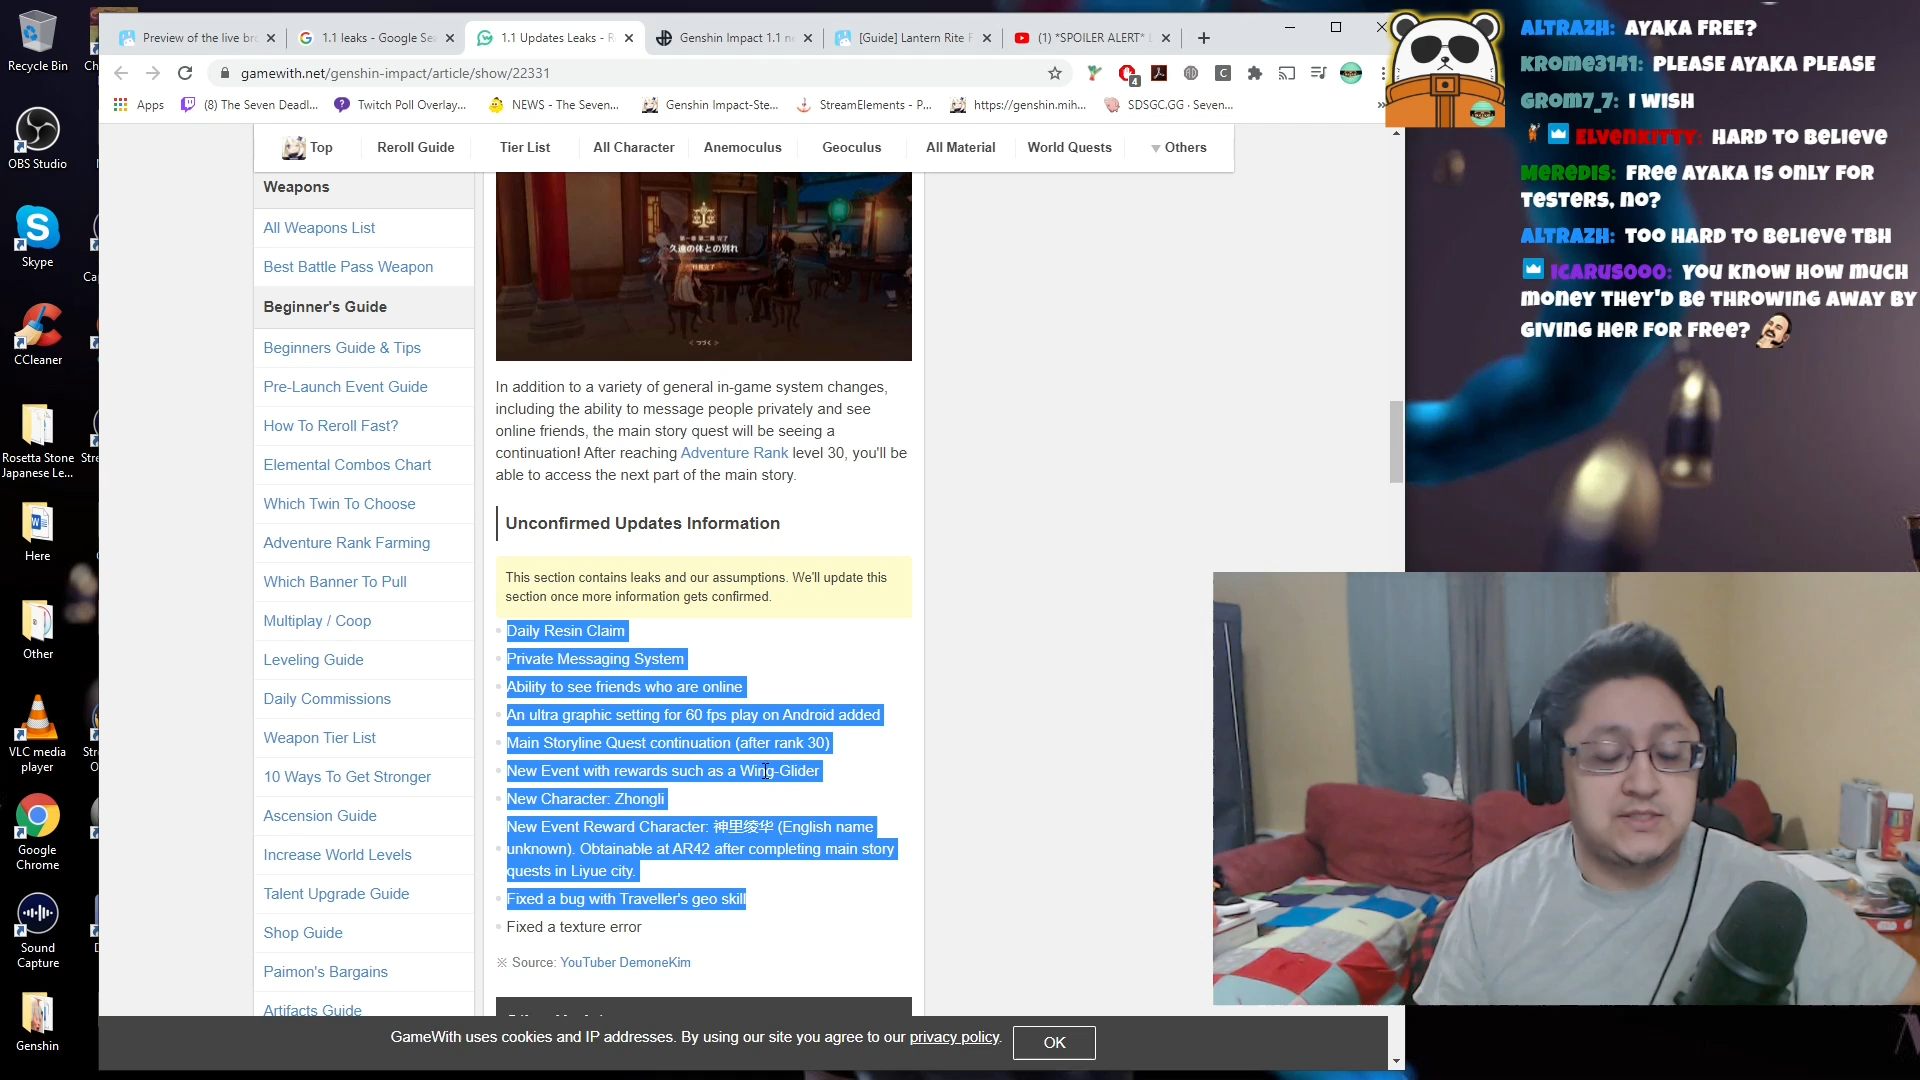 Preview of the live br
1.1 leaks - Google Se
1.1 Updates Leaks - R
Genshin Impact 1.1 n
[Guide] Lantern Rite F
(1) *SPOILER ALERT* L
gamewith.net/genshin-impact/article/show/22331
4
Apps
(8) The Seven Deadl...
Twitch Poll Overlay...
NEWS - The Seven...
Genshin Impact-Ste...
StreamElements - P...
https://genshin.mih...
SDSGC.GG · Seven...
»
Top
Reroll Guide
Tier List
All Character
Anemoculus
Geoculus
All Material
World Quests
Others
Weapons
All Weapons List
Best Battle Pass Weapon
Beginner's Guide
Beginners Guide & Tips
Pre-Launch Event Guide
How To Reroll Fast?
Elemental Combos Chart
Which Twin To Choose
Adventure Rank Farming
Which Banner To Pull
Multiplay / Coop
Leveling Guide
Daily Commissions
Weapon Tier List
10 Ways To Get Stronger
Ascension Guide
Increase World Levels
Talent Upgrade Guide
Shop Guide
Paimon's Bargains
Artifacts Guide
久遠の体との別れ
つづく
In addition to a variety of general in-game system changes,
including the ability to message people privately and see
online friends, the main story quest will be seeing a
continuation! After reaching Adventure Rank level 30, you'll be
able to access the next part of the main story.
Unconfirmed Updates Information
This section contains leaks and our assumptions. We'll update this
section once more information gets confirmed.
Daily Resin Claim
Private Messaging System
Ability to see friends who are online
An ultra graphic setting for 60 fps play on Android added
Main Storyline Quest continuation (after rank 30)
New Event with rewards such as a Wing-Glider
New Character: Zhongli
New Event Reward Character: 神里绫华 (English name
unknown). Obtainable at AR42 after completing main story
quests in Liyue city.
Fixed a bug with Traveller's geo skill
Fixed a texture error
※ Source: YouTuber DemoneKim
GameWith uses cookies and IP addresses. By using our site you agree to our privacy policy.
OK
Recycle Bin
OBS Studio
Skype
CCleaner
Rosetta Stone
Japanese Le...
Here
Other
VLC media
player
Google
Chrome
Sound
Capture
Genshin
Altrazh: Ayaka free?
Krome3141: please ayaka please
Grom7_7: I wish
ElvenKitty: Hard to believe
Meredis: Free Ayaka is only for
testers, no?
Altrazh: too hard to believe tbh
Icarusooo: you know how much
money they'd be throwing away by
giving her for free?